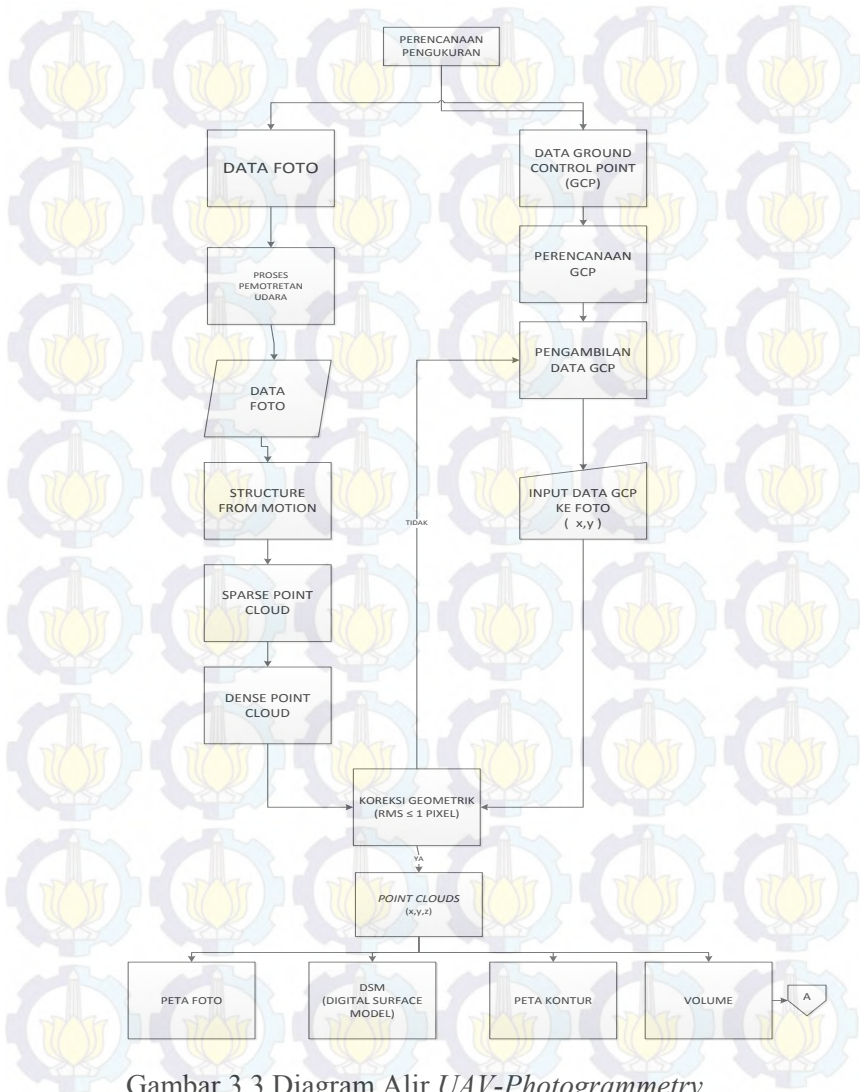 PERENCANAAN
PENGUKURAN
DATA FOTO
DATA GROUND
CONTROL POINT
(GCP)
PROSES
PEMOTRETAN
UDARA
PERENCANAAN
GCP
DATA
FOTO
PENGAMBILAN
DATA GCP
STRUCTURE
FROM MOTION
TIDAK
INPUT DATA GCP
KE FOTO
( x,y )
SPARSE POINT
CLOUD
DENSE POINT
CLOUD
KOREKSI GEOMETRIK
(RMS ≤ 1 PIXEL)
YA
POINT CLOUDS
(x,y,z)
PETA FOTO
DSM
(DIGITAL SURFACE
MODEL)
PETA KONTUR
VOLUME
A
Gambar 3.3 Diagram Alir UAV-Photogrammetry